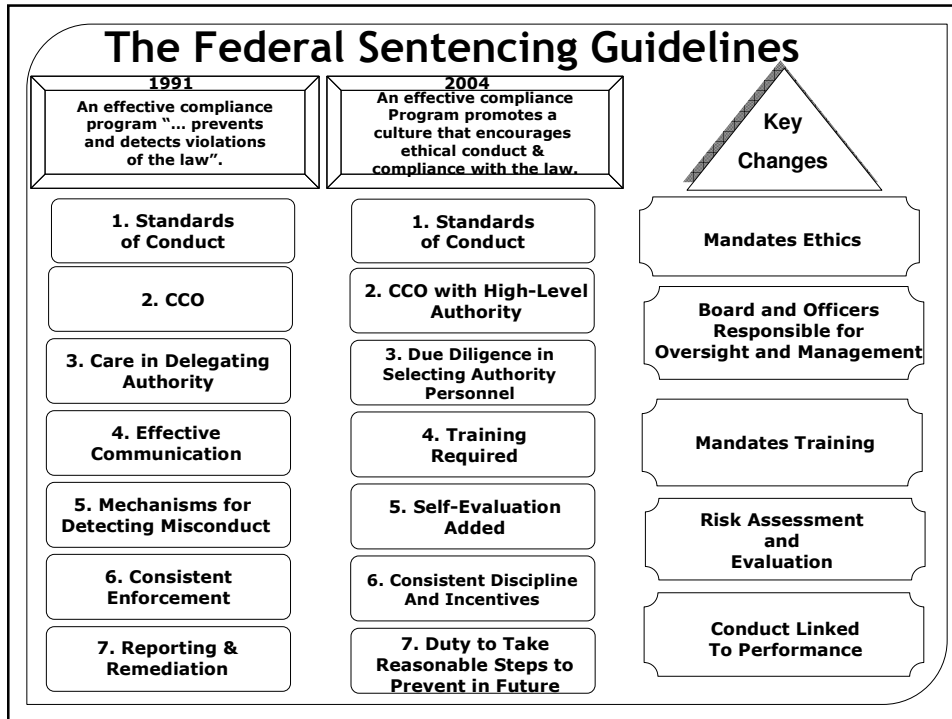 The Federal Sentencing Guidelines
1991
An effective compliance
program “... prevents
and detects violations
of the law”.
1. Standards
of Conduct
2. CCO
3. Care in Delegating
Authority
4. Effective
Communication
5. Mechanisms for
Detecting Misconduct
6. Consistent
Enforcement
7. Reporting &
Remediation
2004
An effective compliance
Program promotes a
culture that encourages
ethical conduct &
compliance with the law.
1. Standards
of Conduct
2. CCO with High-Level
Authority
3. Due Diligence in
Selecting Authority
Personnel
4. Training
Required
5. Self-Evaluation
Added
6. Consistent Discipline
And Incentives
7. Duty to Take
Reasonable Steps to
Prevent in Future
Key
Changes
Mandates Ethics
Board and Officers
Responsible for
Oversight and Management
Mandates Training
Risk Assessment
and
Evaluation
Conduct Linked
To Performance